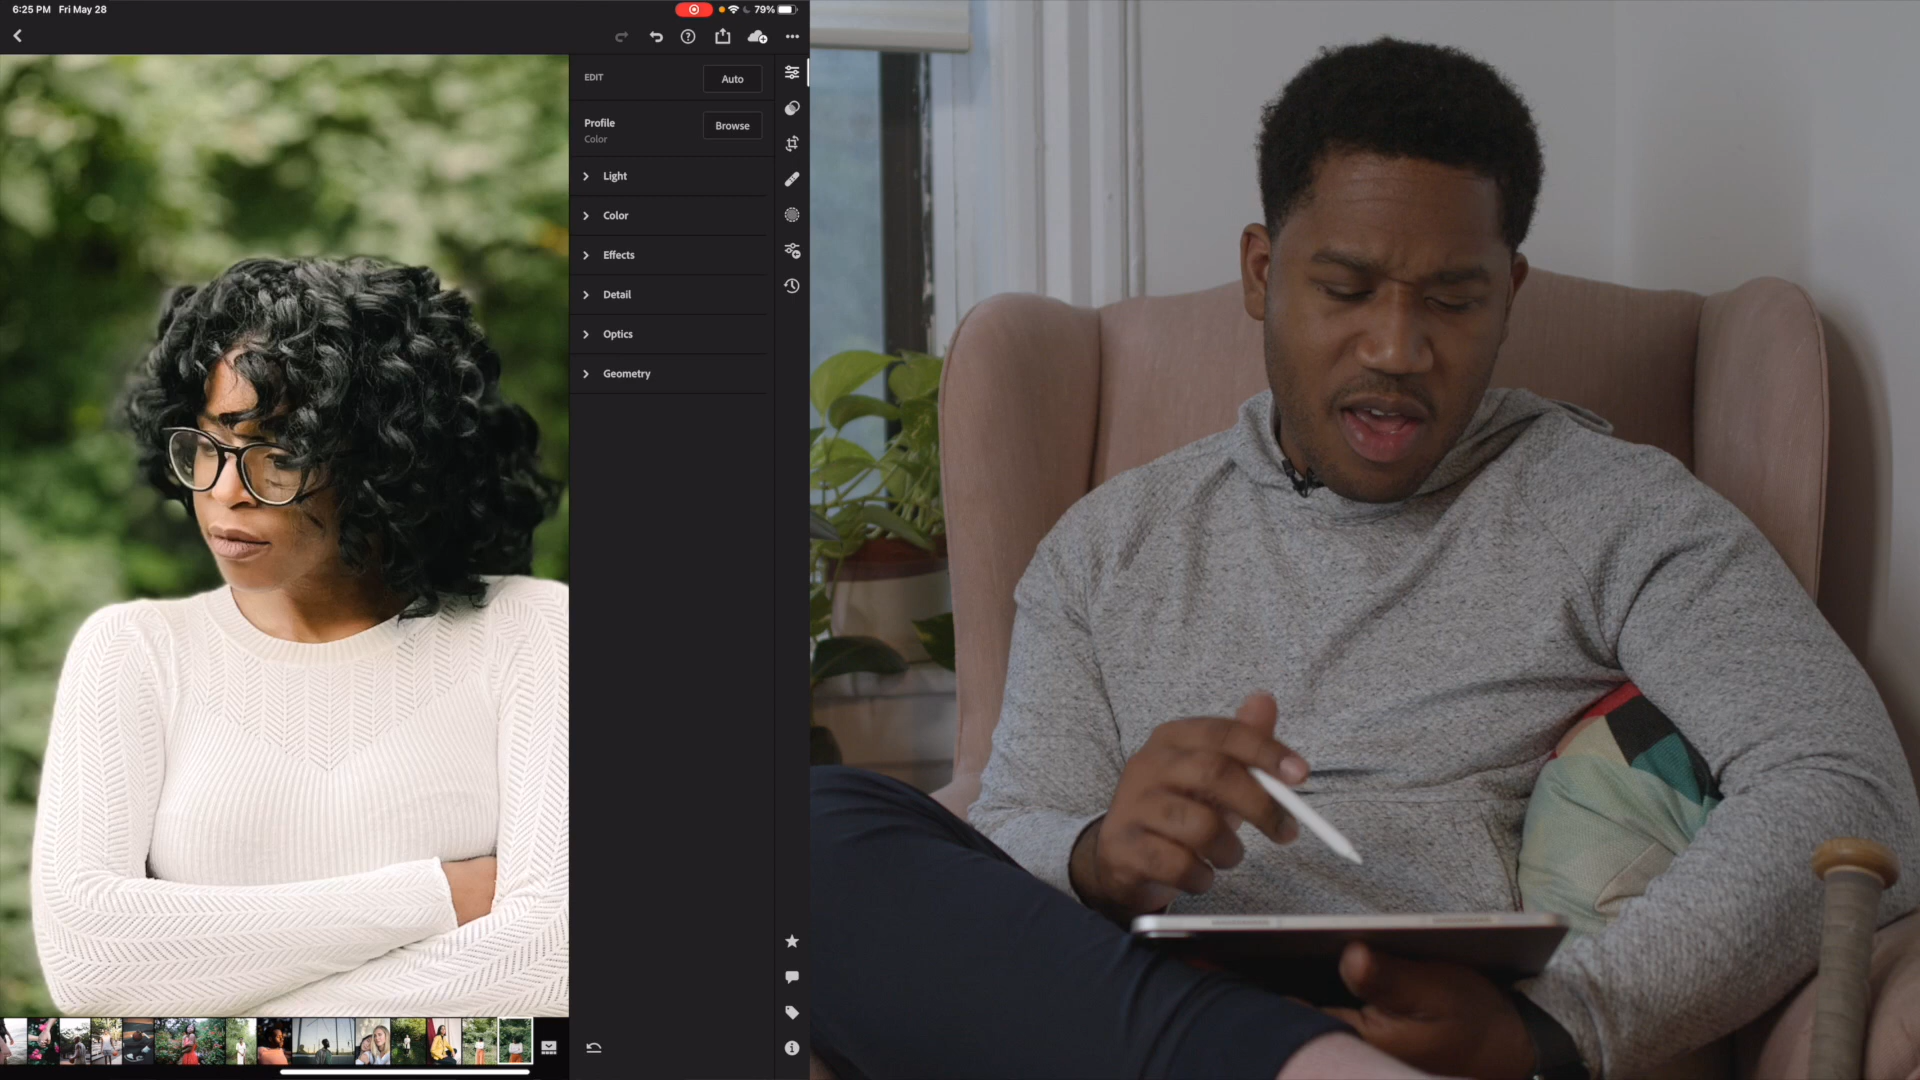 6:25 PM Fri May 28
79%
EDIT
Auto
Profile
Color
Browse
Light
Color
Effects
Detail
Optics
Geometry